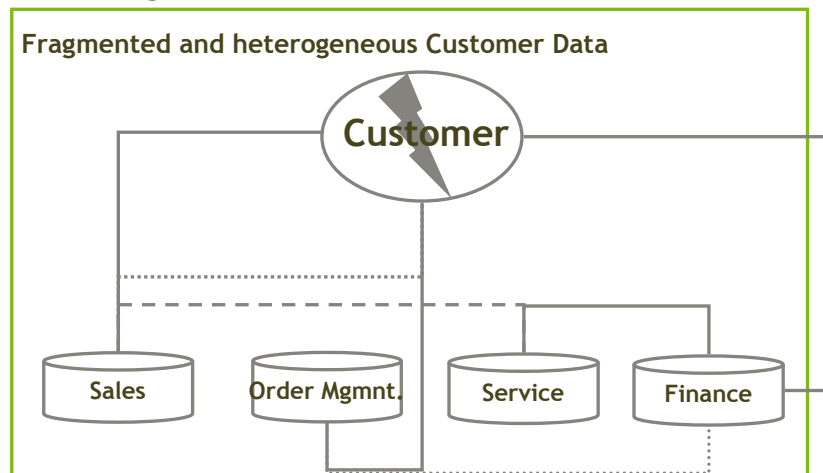 Fragmented and heterogeneous Customer Data
Customer
Sales
Order Mgmnt.
Service
Finance